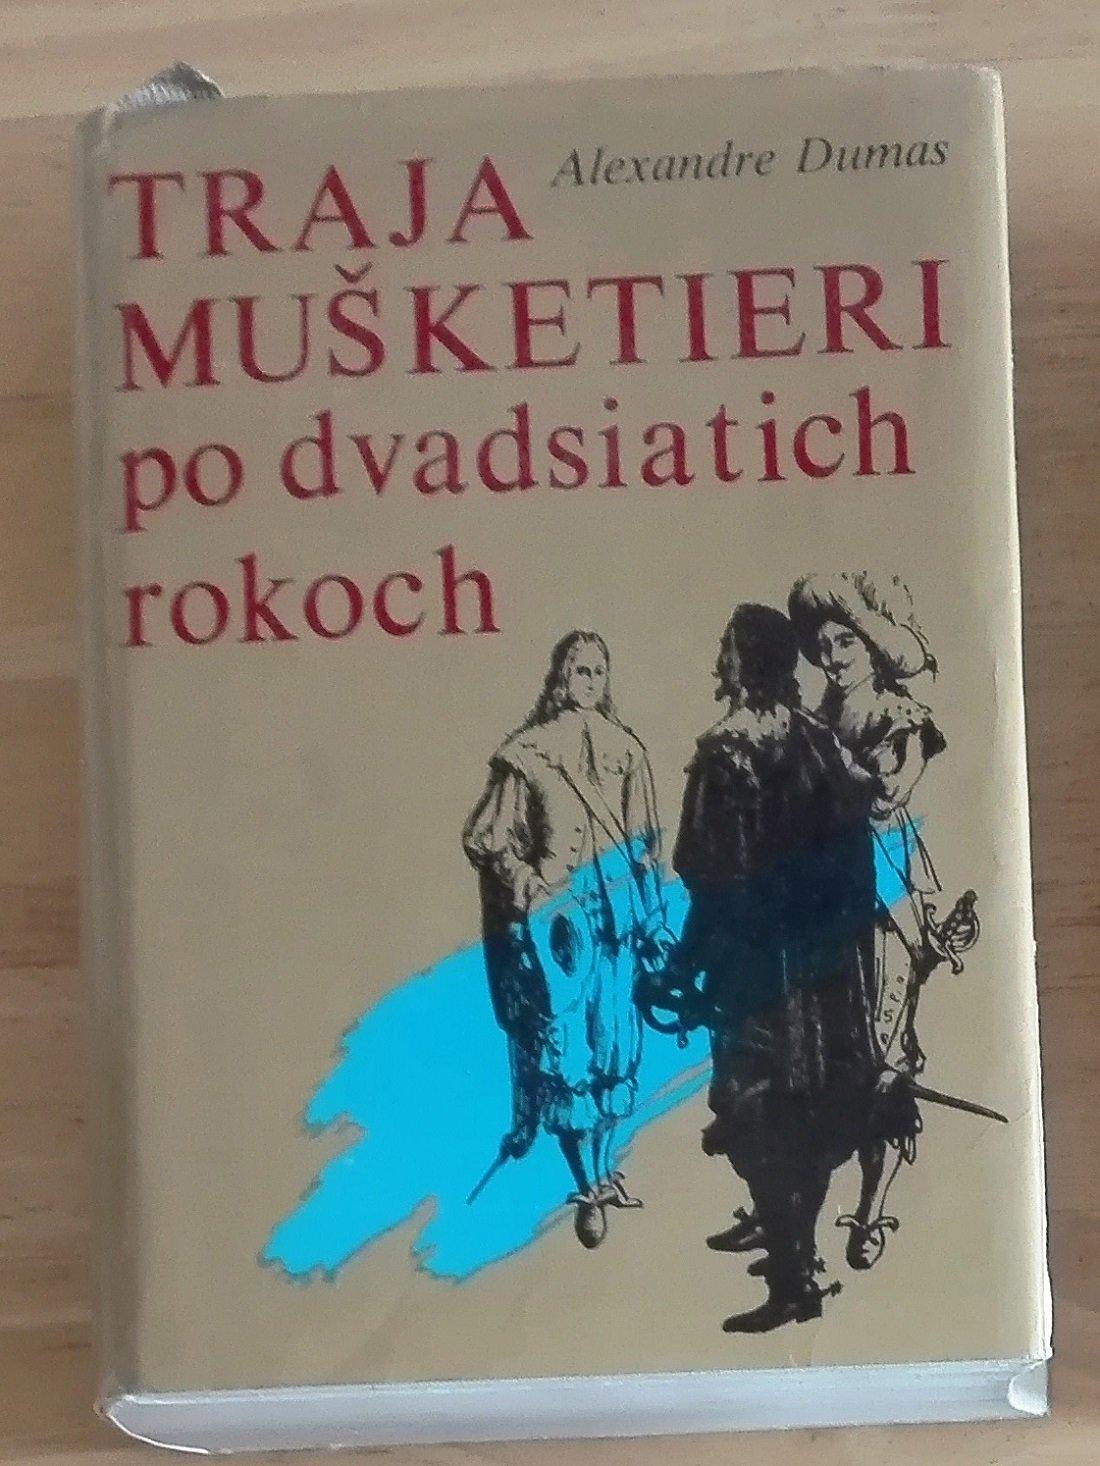 Alexandre Dumas
TRAJA
MUŠKETIERI
po dvadsiatich
rokoch